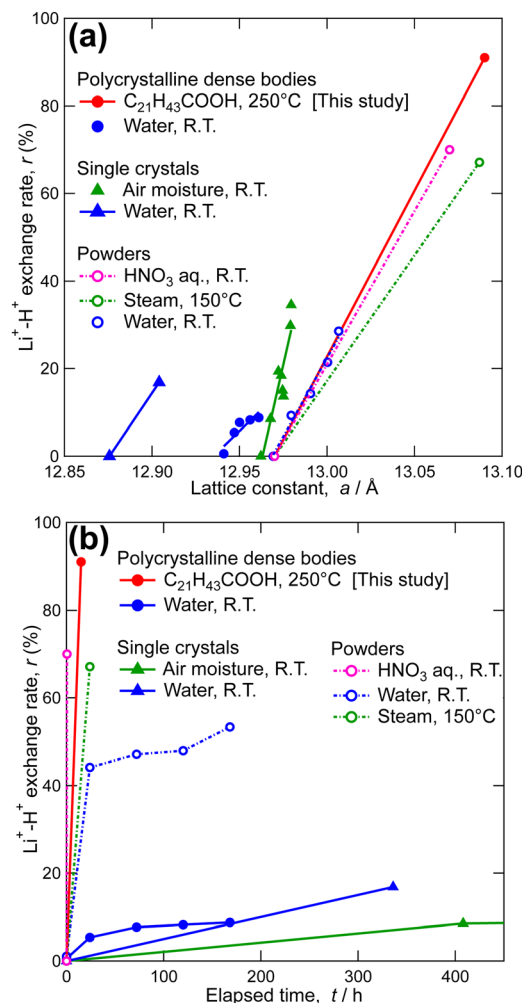 (a)
Polycrystalline dense bodies
C₂₁H₄₃COOH, 250°C [This study]
Water, R.T.
Single crystals
Air moisture, R.T.
Water, R.T.
Powders
HNO₃ aq., R.T.
Steam, 150°C
Water, R.T.
Li⁺-H⁺ exchange rate, r (%)
100
80
60
40
20
0
12.85 12.90 12.95 13.00 13.05 13.10
Lattice constant, a / Å
(b)
Polycrystalline dense bodies
C₂₁H₄₃COOH, 250°C [This study]
Water, R.T.
Single crystals
Air moisture, R.T.
Water, R.T.
Powders
HNO₃ aq., R.T.
Water, R.T.
Steam, 150°C
Li⁺-H⁺ exchange rate, r (%)
100
80
60
40
20
0
0 100 200 300 400
Elapsed time, t / h